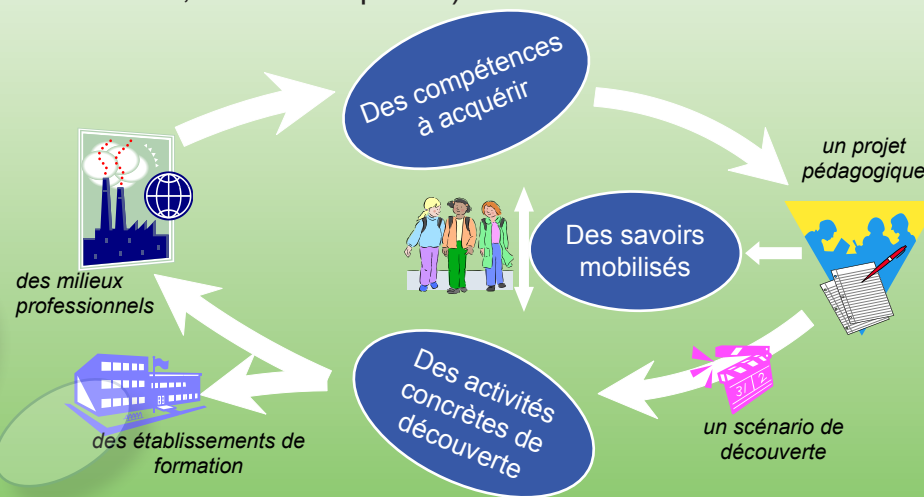 Des compétences
à acquérir
un projet
pédagogique
Des savoirs
mobilisés
des milieux
professionnels
Des activités
concrètes de
découverte
un scénario de
découverte
des établissements de
formation